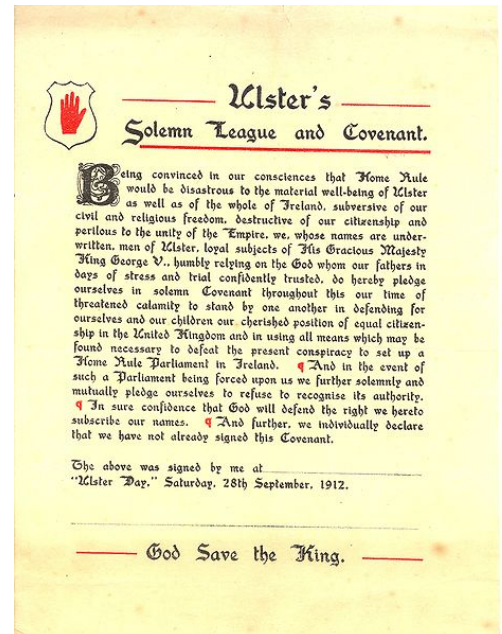 Ulster's
Solemn League and Covenant.
Being convinced in our consciences that Home Rule
would be disastrous to the material well-being of Ulster
as well as of the whole of Ireland, subversive of our
civil and religious freedom, destructive of our citizenship and
perilous to the unity of the Empire, we, whose names are under-
written, men of Ulster, loyal subjects of His Gracious Majesty
King George V., humbly relying on the God whom our fathers in
days of stress and trial confidently trusted, do hereby pledge
ourselves in solemn Covenant throughout this our time of
threatened calamity to stand by one another in defending for
ourselves and our children our cherished position of equal citizen-
ship in the United Kingdom and in using all means which may be
found necessary to defeat the present conspiracy to set up a
Home Rule Parliament in Ireland. ¶ And in the event of
such a Parliament being forced upon us we further solemnly and
mutually pledge ourselves to refuse to recognise its authority.
¶ In sure confidence that God will defend the right we hereto
subscribe our names. ¶ And further, we individually declare
that we have not already signed this Covenant.
The above was signed by me at
"Ulster Day," Saturday, 28th September, 1912.
God Save the King.